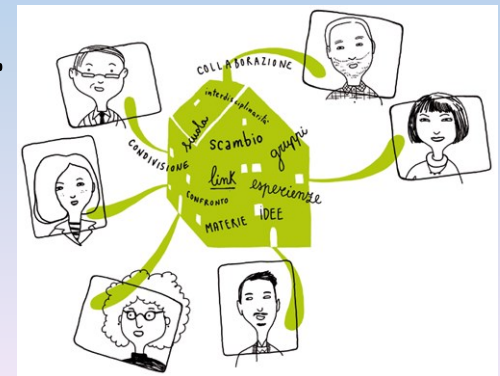 COLLABORAZIONE
interdisciplinarità
scuola
scambio
gruppi
CONDIVISIONE
link
esperienze
CONFRONTO
MATERIE
IDEE